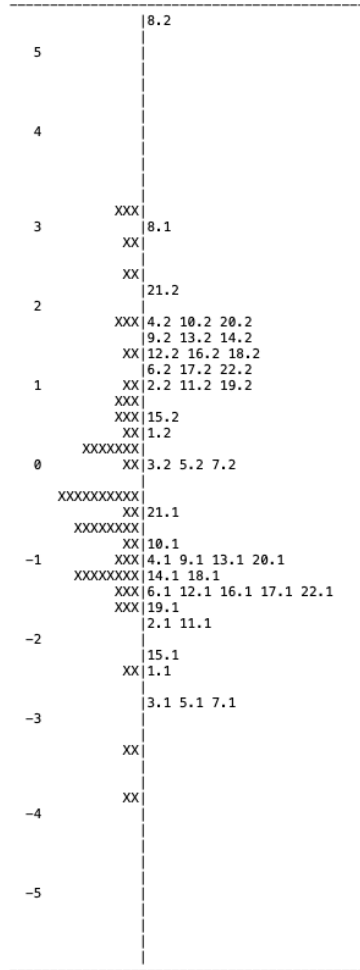 --------------------------------------------
|8.2
|
5 |
|
|
|
|
4 |
|
|
|
|
XXX|
3 |8.1
XX|
|
XX|
|21.2
2 |
XXX|4.2 10.2 20.2
|9.2 13.2 14.2
XX|12.2 16.2 18.2
|6.2 17.2 22.2
1 XX|2.2 11.2 19.2
XXX|
XXX|15.2
XX|1.2
XXXXXXX|
0 XX|3.2 5.2 7.2
|
XXXXXXXXXX|
XX|21.1
XXXXXXXX|
XX|10.1
-1 XXX|4.1 9.1 13.1 20.1
XXXXXXXX|14.1 18.1
XXX|6.1 12.1 16.1 17.1 22.1
XXX|19.1
|2.1 11.1
-2 |
|15.1
XX|1.1
|
|3.1 5.1 7.1
-3 |
|
XX|
|
|
XX|
-4 |
|
|
|
|
-5 |
|
|
|
|